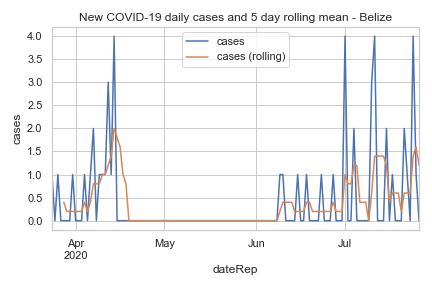 New COVID-19 daily cases and 5 day rolling mean - Belize
cases
cases (rolling)
4.0
3.5
3.0
2.5
2.0
1.5
1.0
0.5
0.0
cases
Apr
2020
May
Jun
Jul
dateRep